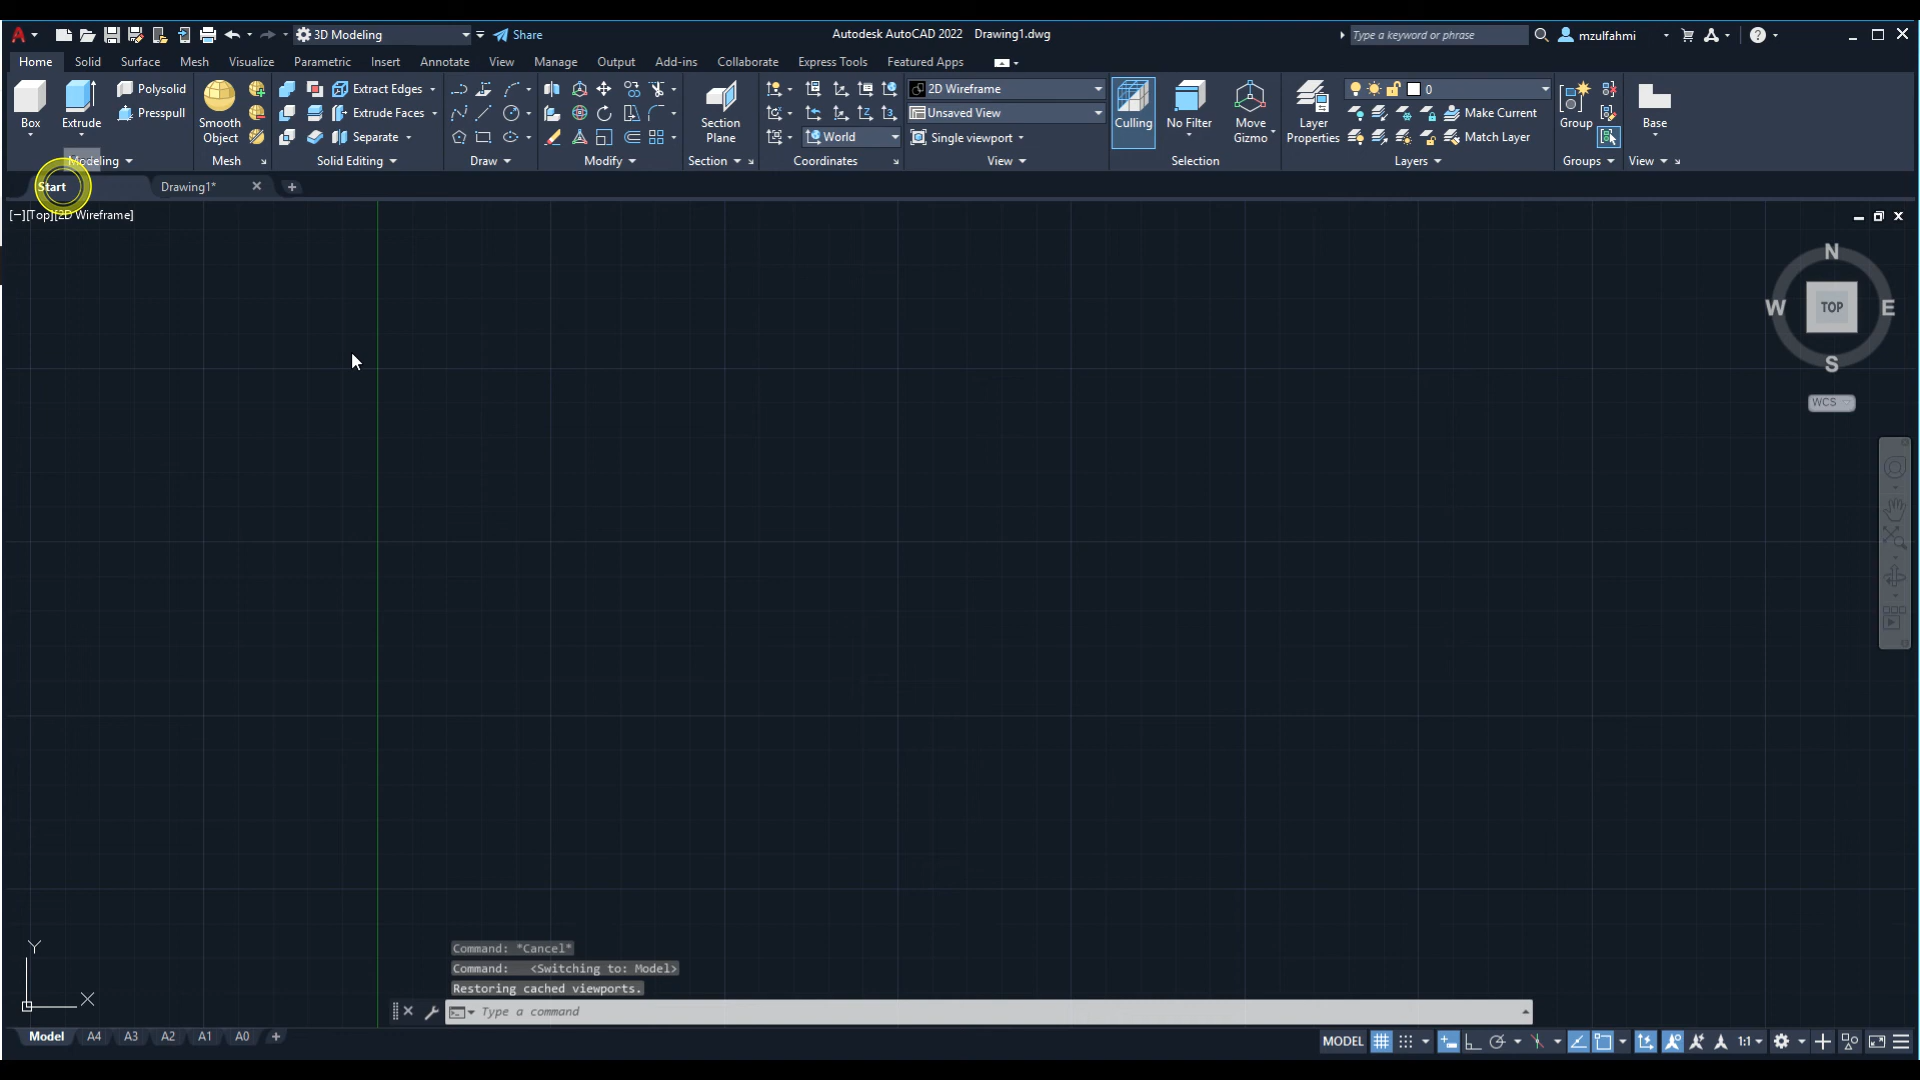 3D Modeling Share Autodesk AutoCAD 2022 Drawing1.dwg Type a keyword or phrase mzulfahmi
Home Solid Surface Mesh Visualize Parametric Insert Annotate View Manage Output Add-ins Collaborate Express Tools Featured Apps
Polysolid Extract Edges 2D Wireframe 0
Box Extrude Presspull Smooth Object Extrude Faces Section Plane Unsaved View Culling No Filter Move Gizmo Layer Properties Make Current Group Base
Separate World Single viewport Match Layer
Modeling Mesh Solid Editing Draw Modify Section Coordinates View Selection Layers Groups View
Start Drawing1*
[−][Top][2D Wireframe]
N
W TOP E
S
WCS
Command: *Cancel*
Command: <Switching to: Model>
Restoring cached viewports.
Y
X
Type a command
Model A4 A3 A2 A1 A0 MODEL 1:1